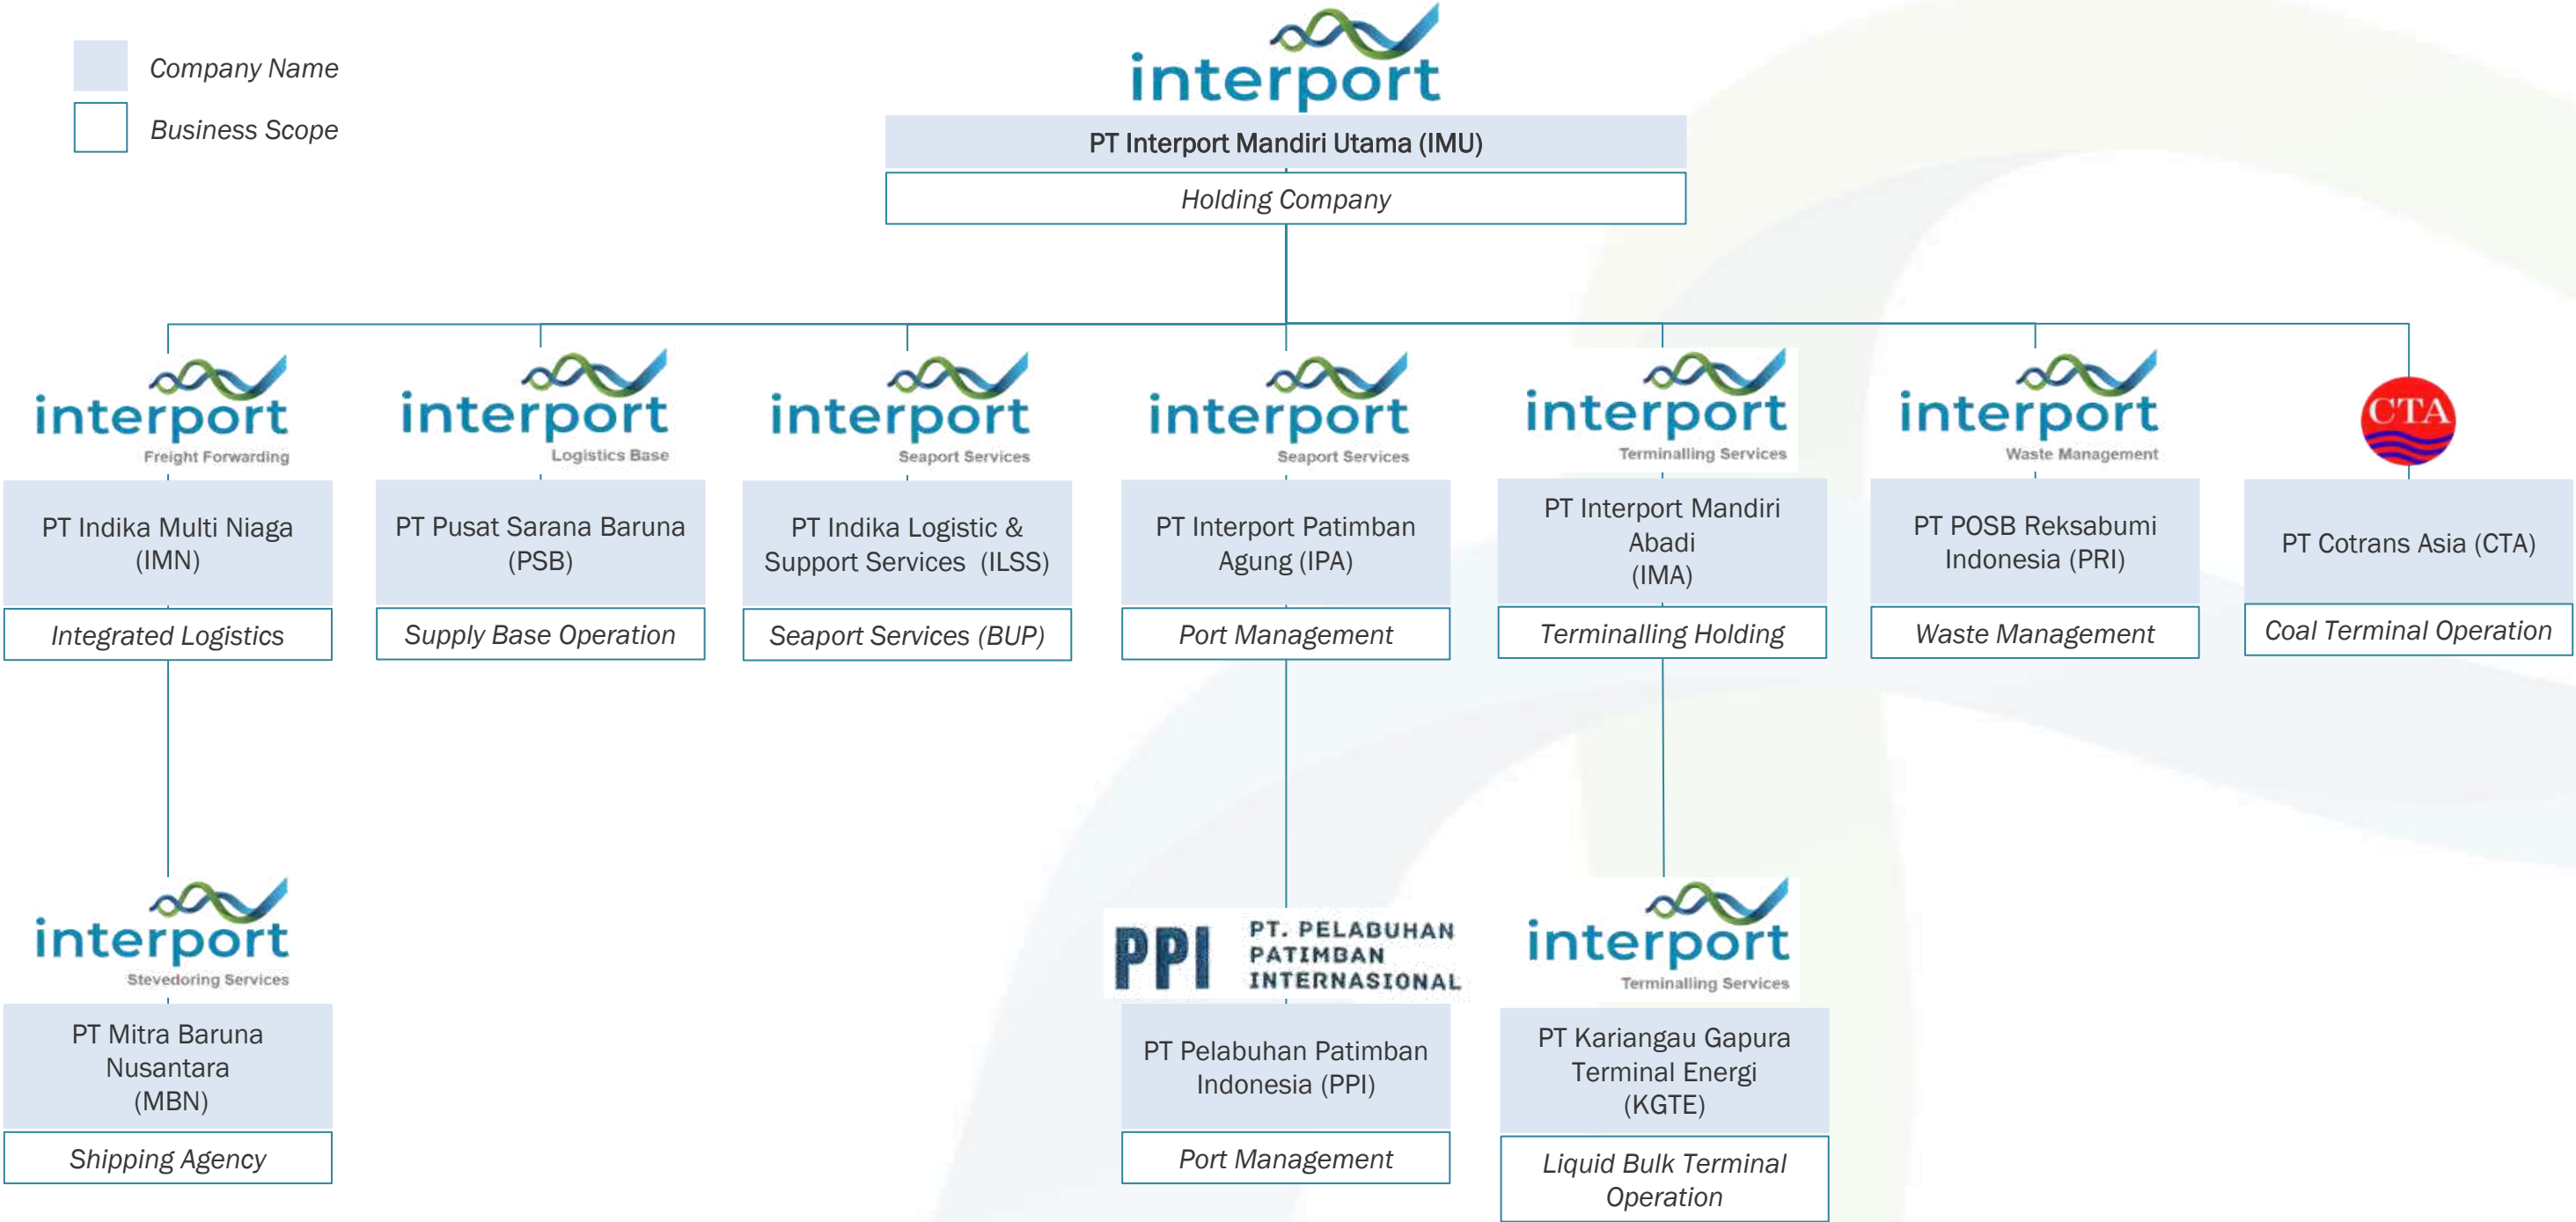 Company Name
Business Scope
interport
PT Interport Mandiri Utama (IMU)
Holding Company
interport
Freight Forwarding
PT Indika Multi Niaga
(IMN)
Integrated Logistics
interport
Logistics Base
PT Pusat Sarana Baruna
(PSB)
Supply Base Operation
interport
Seaport Services
PT Indika Logistic &
Support Services (ILSS)
Seaport Services (BUP)
interport
Seaport Services
PT Interport Patimban
Agung (IPA)
Port Management
interport
Terminalling Services
PT Interport Mandiri
Abadi
(IMA)
Terminalling Holding
interport
Waste Management
PT POSB Reksabumi
Indonesia (PRI)
Waste Management
CTA
PT Cotrans Asia (CTA)
Coal Terminal Operation
interport
Stevedoring Services
PT Mitra Baruna
Nusantara
(MBN)
Shipping Agency
PPI
PT. PELABUHAN
PATIMBAN
INTERNASIONAL
PT Pelabuhan Patimban
Indonesia (PPI)
Port Management
interport
Terminalling Services
PT Kariangau Gapura
Terminal Energi
(KGTE)
Liquid Bulk Terminal
Operation